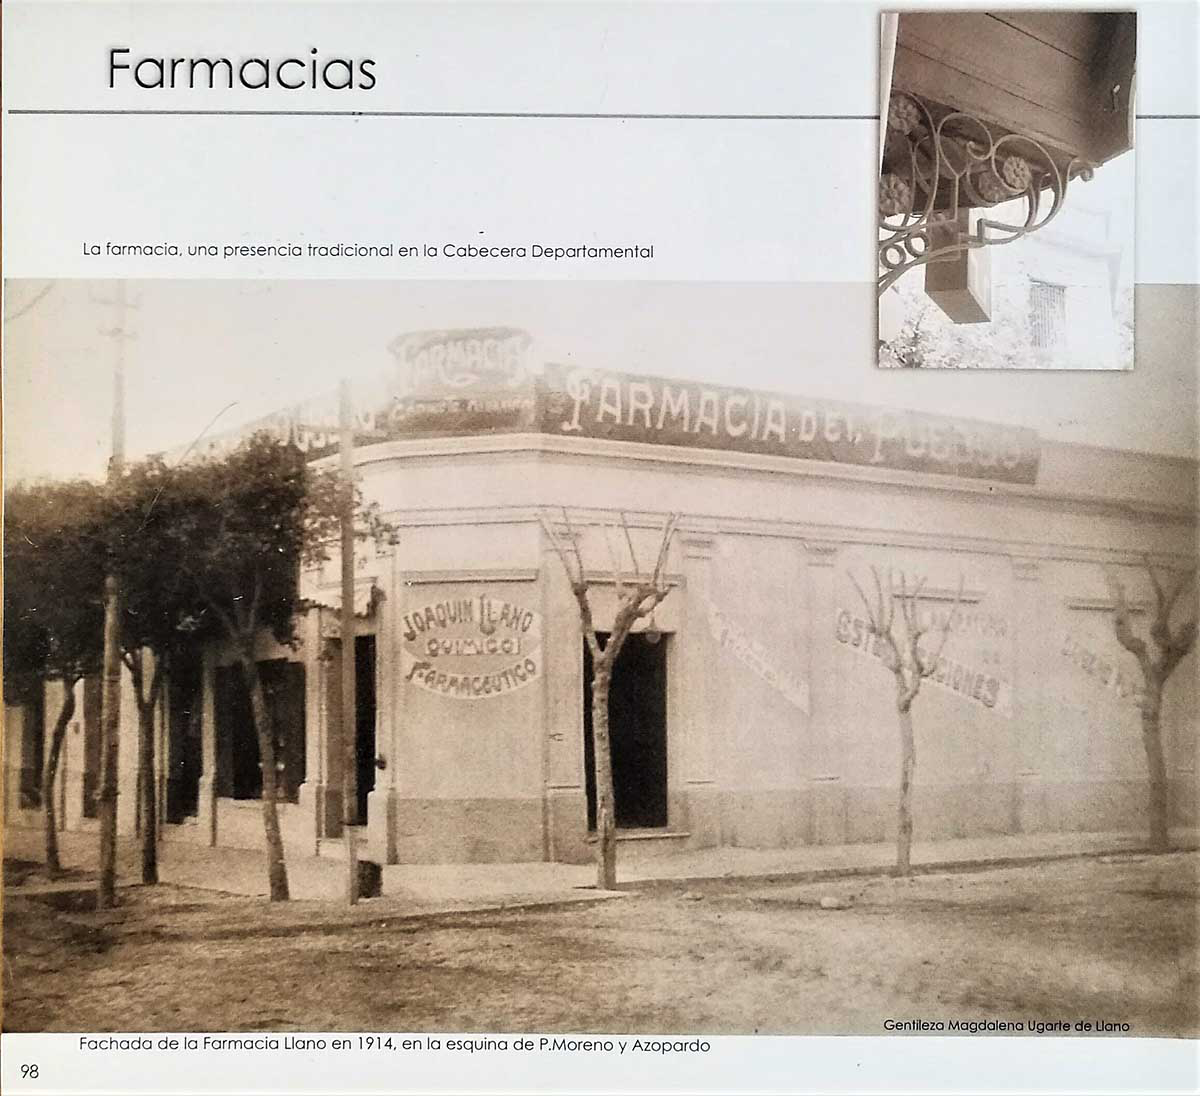 Farmacias
La farmacia, una presencia tradicional en la Cabecera Departamental
FARMACIA
FARMACIA DEL PUEBLO
JOAQUIN LLANO
QUIMICO
FARMACEUTICO
Gentileza Magdalena Ugarte de Llano
Fachada de la Farmacia Llano en 1914, en la esquina de P.Moreno y Azopardo
98